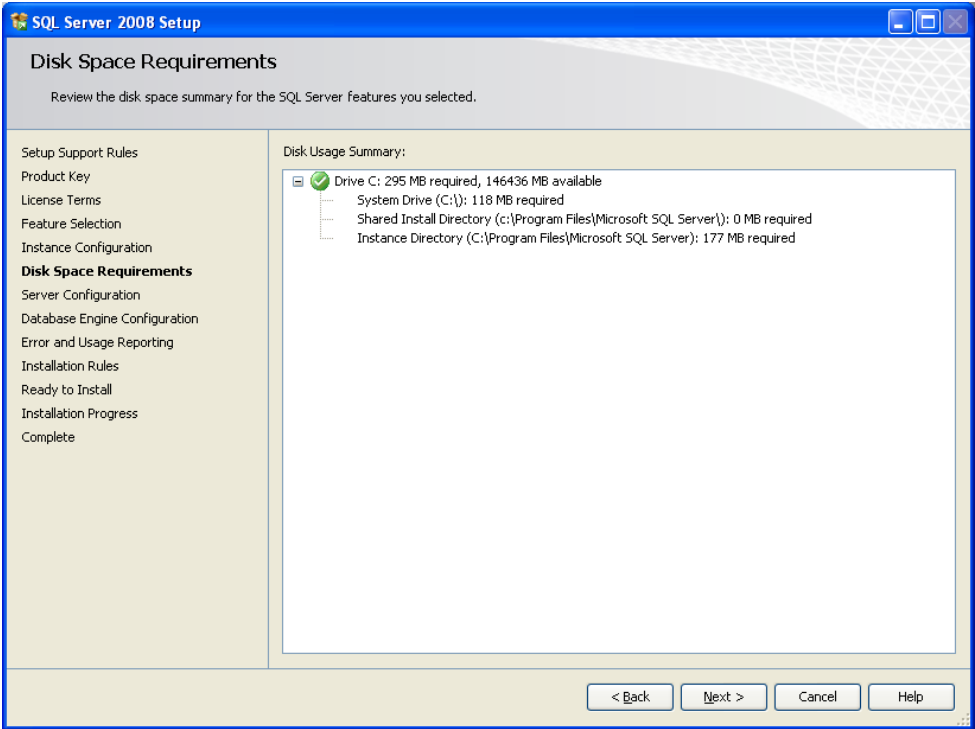 SQL Server 2008 Setup
Disk Space Requirements
Review the disk space summary for the SQL Server features you selected.
Setup Support Rules
Product Key
License Terms
Feature Selection
Instance Configuration
Disk Space Requirements
Server Configuration
Database Engine Configuration
Error and Usage Reporting
Installation Rules
Ready to Install
Installation Progress
Complete
Disk Usage Summary:
Drive C: 295 MB required, 146436 MB available
System Drive (C:\): 118 MB required
Shared Install Directory (c:\Program Files\Microsoft SQL Server\): 0 MB required
Instance Directory (C:\Program Files\Microsoft SQL Server): 177 MB required
< Back
Next >
Cancel
Help